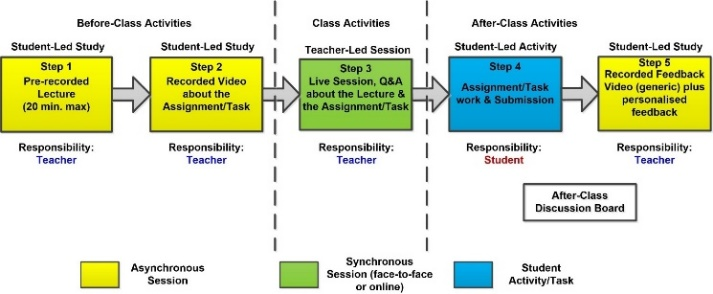 Before-Class Activities
Class Activities
After-Class Activities
Student-Led Study
Student-Led Study
Teacher-Led Session
Student-Led Activity
Student-Led Study
Step 1
Pre-recorded
Lecture
(20 min. max)
Step 2
Recorded Video
about the
Assignment/Task
Step 3
Live Session, Q&A
about the Lecture &
the Assignment/Task
Step 4
Assignment/Task
work & Submission
Step 5
Recorded Feedback
Video (generic) plus
personalised
feedback
Responsibility:
Teacher
Responsibility:
Teacher
Responsibility:
Teacher
Responsibility:
Student
Responsibility:
Teacher
After-Class
Discussion Board
Asynchronous
Session
Synchronous
Session (face-to-face
or online)
Student
Activity/Task